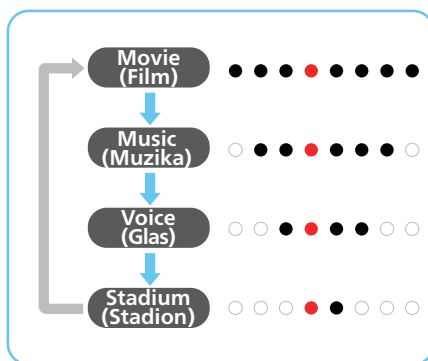 Movie
(Film)
Music
(Muzika)
Voice
(Glas)
Stadium
(Stadion)